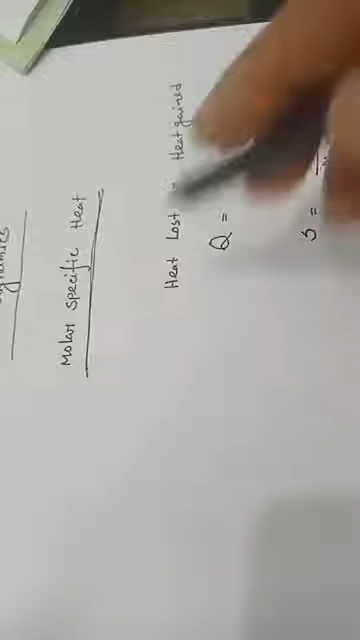 Molar Specific Heat
Heat Lost = Heat gained
Q =
S =